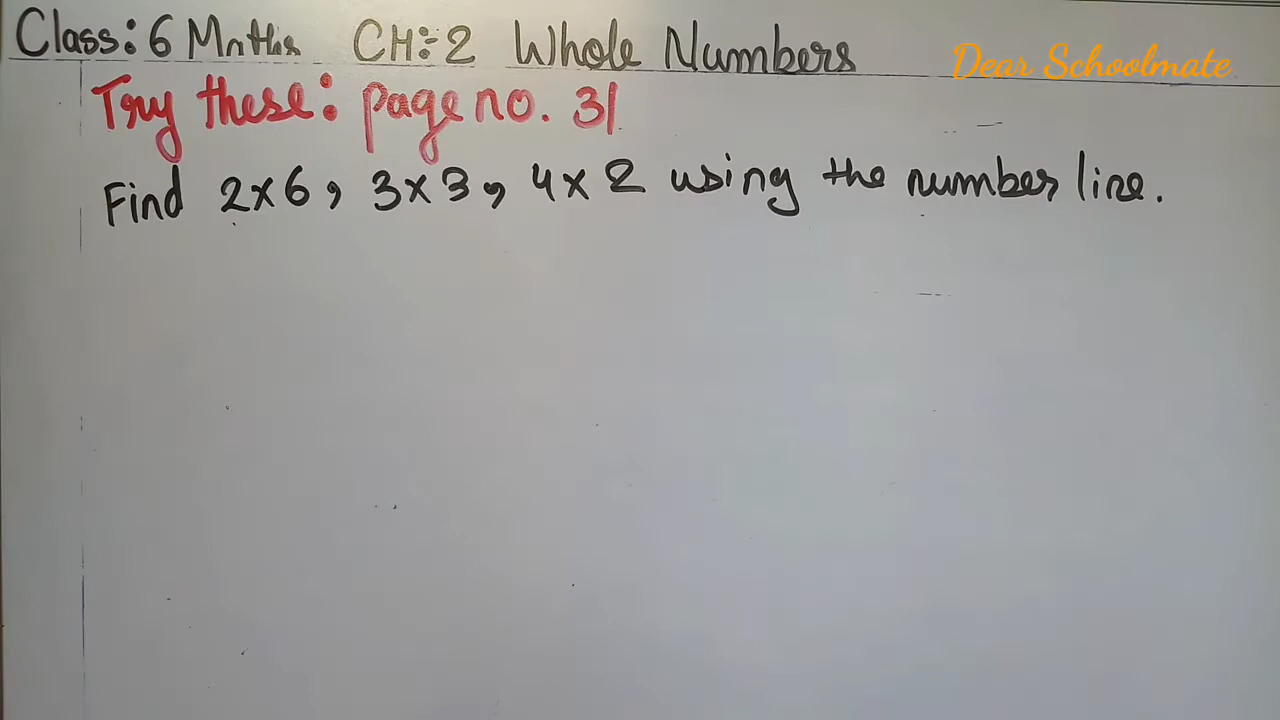 Class: 6 Maths CH:- 2 Whole Numbers
Dear Schoolmate
Try these: page no. 31
Find 2×6, 3×3, 4×2 using the number line.